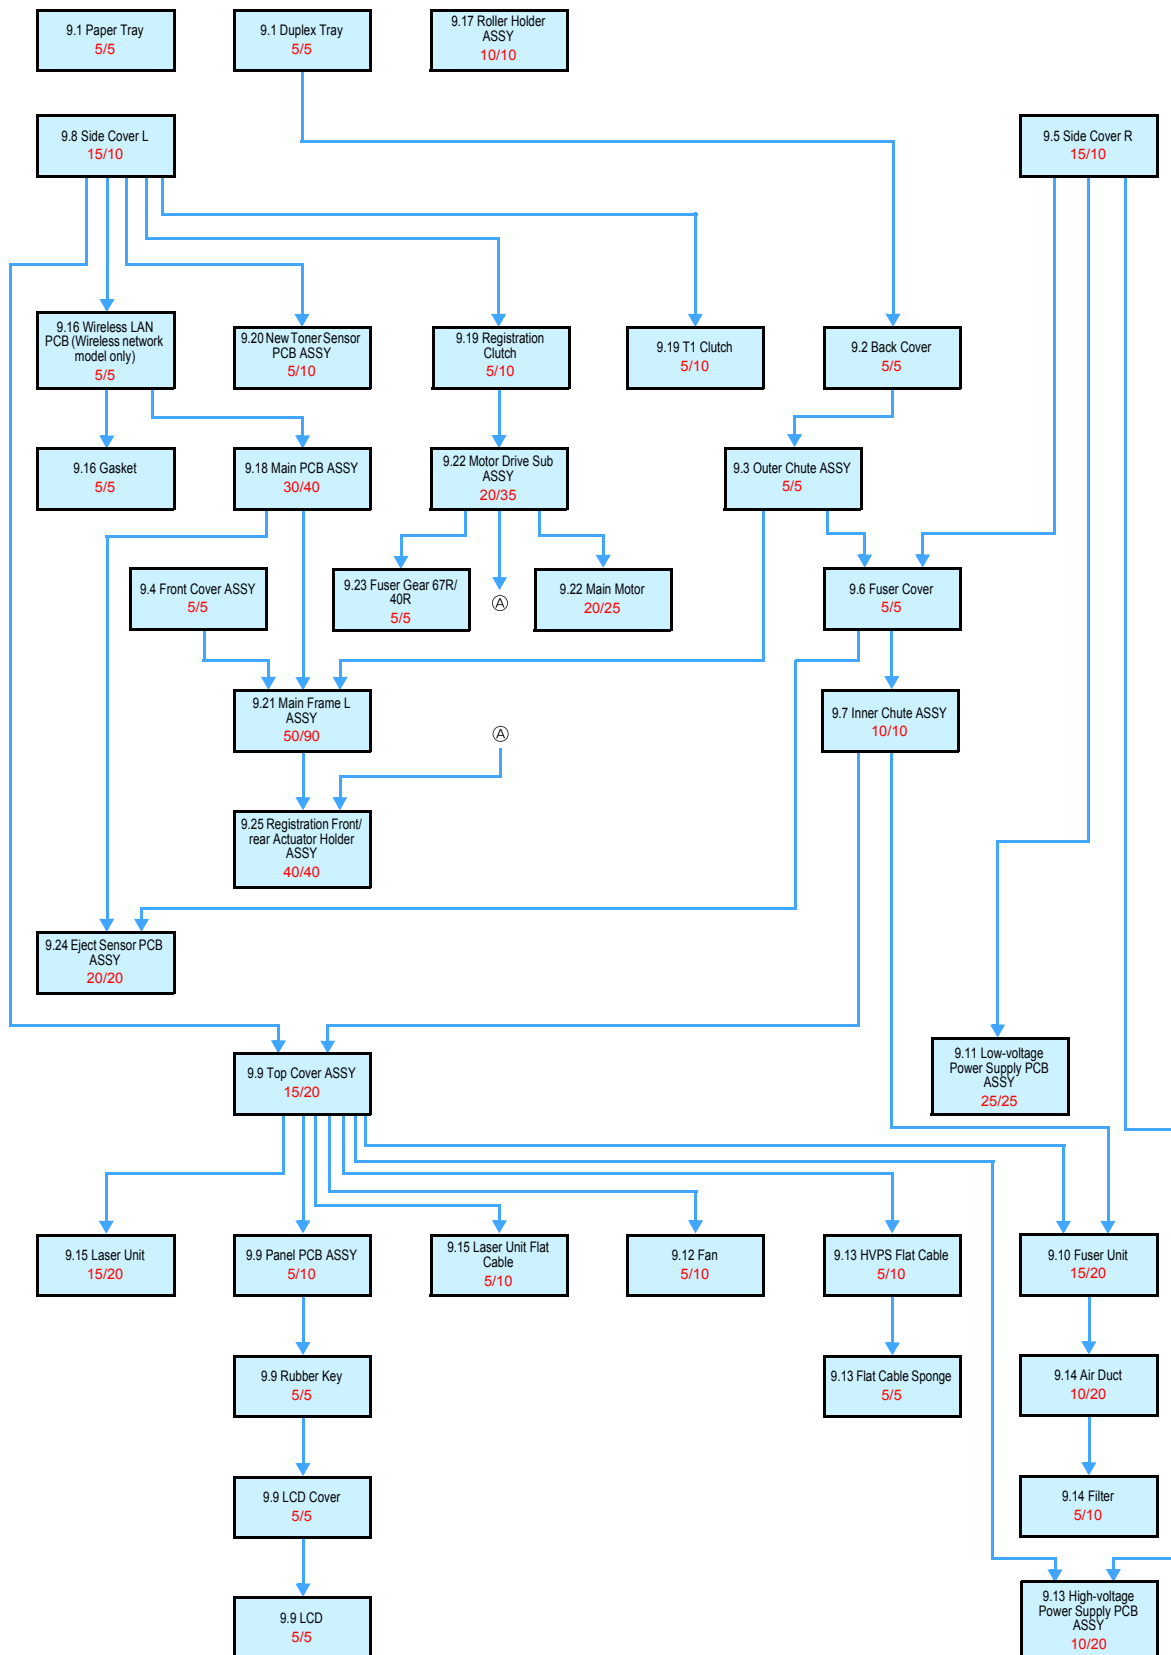 9.1 Paper Tray
5/5
9.1 Duplex Tray
5/5
9.17 Roller Holder
ASSY
10/10
9.8 Side Cover L
15/10
9.5 Side Cover R
15/10
9.16 Wireless LAN
PCB (Wireless network
model only)
5/5
9.20 New Toner Sensor
PCB ASSY
5/10
9.19 Registration
Clutch
5/10
9.19 T1 Clutch
5/10
9.2 Back Cover
5/5
9.16 Gasket
5/5
9.18 Main PCB ASSY
30/40
9.22 Motor Drive Sub
ASSY
20/35
9.3 Outer Chute ASSY
5/5
9.4 Front Cover ASSY
5/5
9.23 Fuser Gear 67R/
40R
5/5
Ⓐ
9.22 Main Motor
20/25
9.6 Fuser Cover
5/5
9.21 Main Frame L
ASSY
50/90
Ⓐ
9.7 Inner Chute ASSY
10/10
9.25 Registration Front/
rear Actuator Holder
ASSY
40/40
9.24 Eject Sensor PCB
ASSY
20/20
9.9 Top Cover ASSY
15/20
9.11 Low-voltage
Power Supply PCB
ASSY
25/25
9.15 Laser Unit
15/20
9.9 Panel PCB ASSY
5/10
9.15 Laser Unit Flat
Cable
5/10
9.12 Fan
5/10
9.13 HVPS Flat Cable
5/10
9.10 Fuser Unit
15/20
9.9 Rubber Key
5/5
9.13 Flat Cable Sponge
5/5
9.14 Air Duct
10/20
9.9 LCD Cover
5/5
9.14 Filter
5/10
9.9 LCD
5/5
9.13 High-voltage
Power Supply PCB
ASSY
10/20